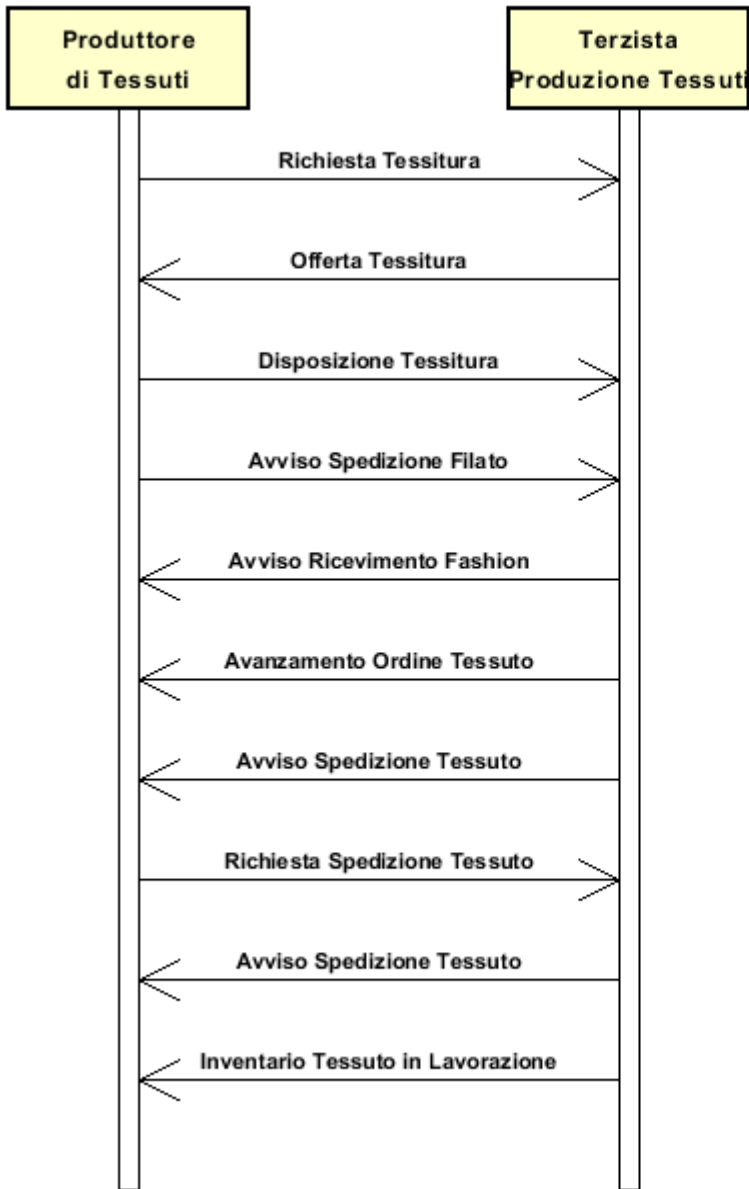 Produttore
di Tessuti
Terzista
Produzione Tessuti
Richiesta Tessitura
Offerta Tessitura
Disposizione Tessitura
Avviso Spedizione Filato
Avviso Ricevimento Fashion
Avanzamento Ordine Tessuto
Avviso Spedizione Tessuto
Richiesta Spedizione Tessuto
Avviso Spedizione Tessuto
Inventario Tessuto in Lavorazione